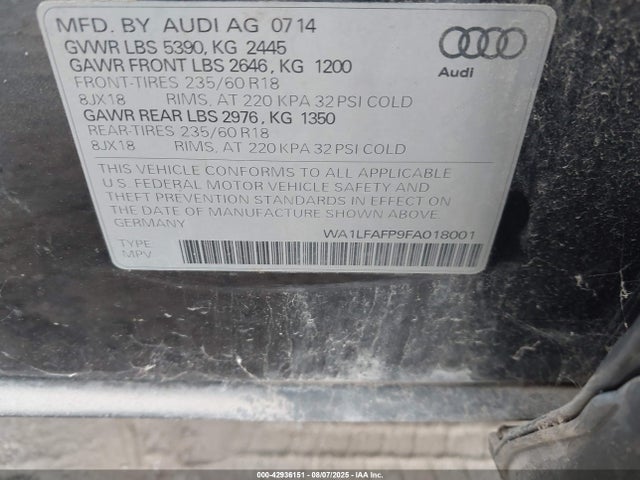 MFD. BY AUDI AG 07 14
GVWR LBS 5390, KG 2445
GAWR FRONT LBS 2646, KG 1200
FRONT-TIRES 235/60 R18
8JX18 RIMS, AT 220 KPA 32 PSI COLD
GAWR REAR LBS 2976, KG 1350
REAR-TIRES 235/60 R18
8JX18 RIMS, AT 220 KPA 32 PSI COLD
Audi
THIS VEHICLE CONFORMS TO ALL APPLICABLE
U.S. FEDERAL MOTOR VEHICLE SAFETY AND
THEFT PREVENTION STANDARDS IN EFFECT ON
THE DATE OF MANUFACTURE SHOWN ABOVE
GERMANY
WA1LFAFP9FA018001
TYPE
MPV
000-42936151 - 08/07/2025 - IAAI.COM